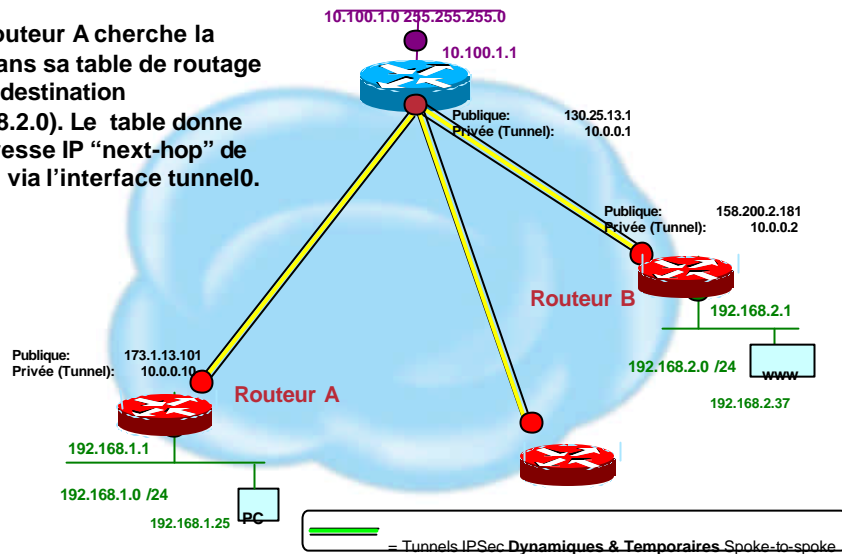 10.100.1.0 255.255.255.0
10.100.1.1
outeur A cherche la
ans sa table de routage
destination
8.2.0). Le table donne
resse IP “next-hop” de
via l’interface tunnel0.
Publique: 130.25.13.1
Privée (Tunnel): 10.0.0.1
Publique: 158.200.2.181
Privée (Tunnel): 10.0.0.2
Routeur B
192.168.2.1
192.168.2.0 /24
www
192.168.2.37
Publique: 173.1.13.101
Privée (Tunnel): 10.0.0.10
Routeur A
192.168.1.1
192.168.1.0 /24
192.168.1.25
PC
= Tunnels IPSec Dynamiques & Temporaires Spoke-to-spoke